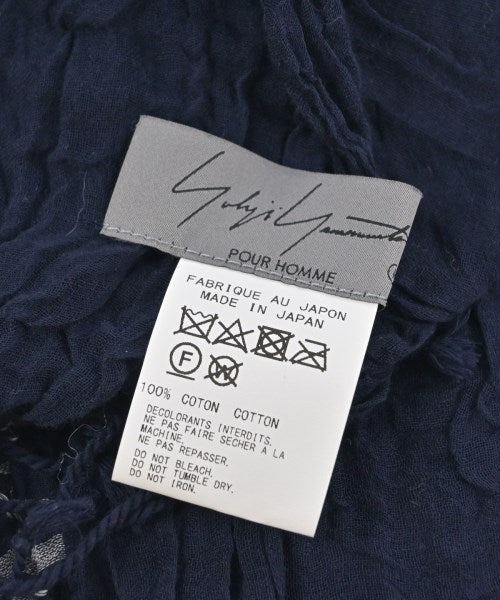 Yohji Yamamoto
POUR HOMME
FABRIQUE AU JAPON
MADE IN JAPAN
F W
100% COTON COTTON
DECOLORANTS INTERDITS.
NE PAS FAIRE SECHER A LA
MACHINE.
NE PAS REPASSER.
DO NOT BLEACH.
DO NOT TUMBLE DRY.
DO NOT IRON.